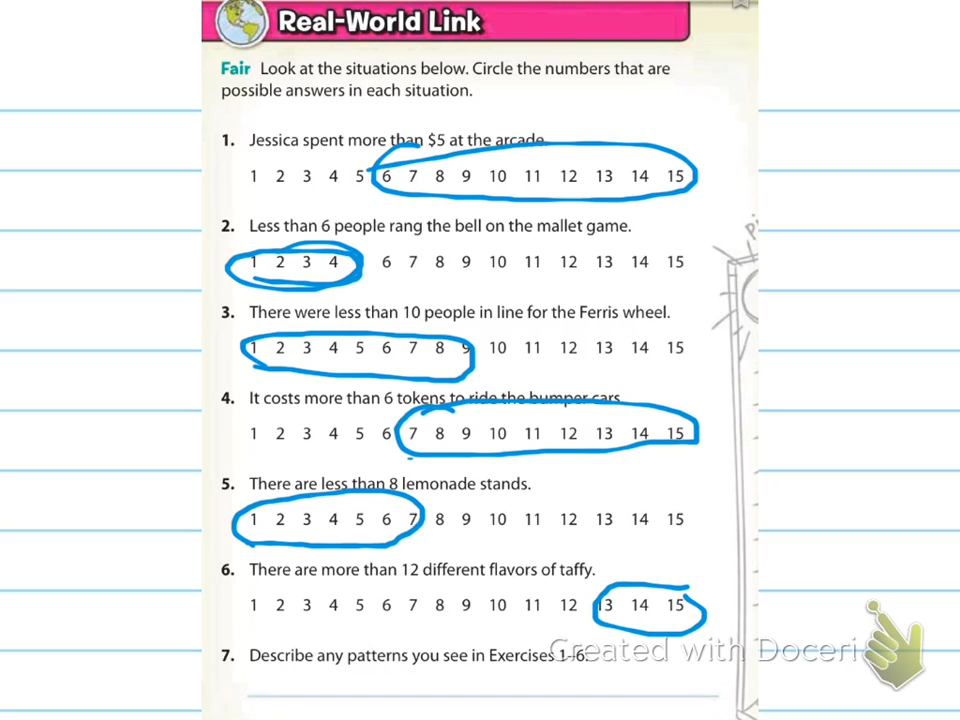 Real-World Link
Fair Look at the situations below. Circle the numbers that are
possible answers in each situation.
1. Jessica spent more than $5 at the arcade.
1 2 3 4 5 6 7 8 9 10 11 12 13 14 15
2. Less than 6 people rang the bell on the mallet game.
1 2 3 4 6 7 8 9 10 11 12 13 14 15
3. There were less than 10 people in line for the Ferris wheel.
1 2 3 4 5 6 7 8 9 10 11 12 13 14 15
4. It costs more than 6 tokens to ride the bumper cars.
1 2 3 4 5 6 7 8 9 10 11 12 13 14 15
5. There are less than 8 lemonade stands.
1 2 3 4 5 6 7 8 9 10 11 12 13 14 15
6. There are more than 12 different flavors of taffy.
1 2 3 4 5 6 7 8 9 10 11 12 13 14 15
7. Describe any patterns you see in Exercises 1–6.
Created with Doceri